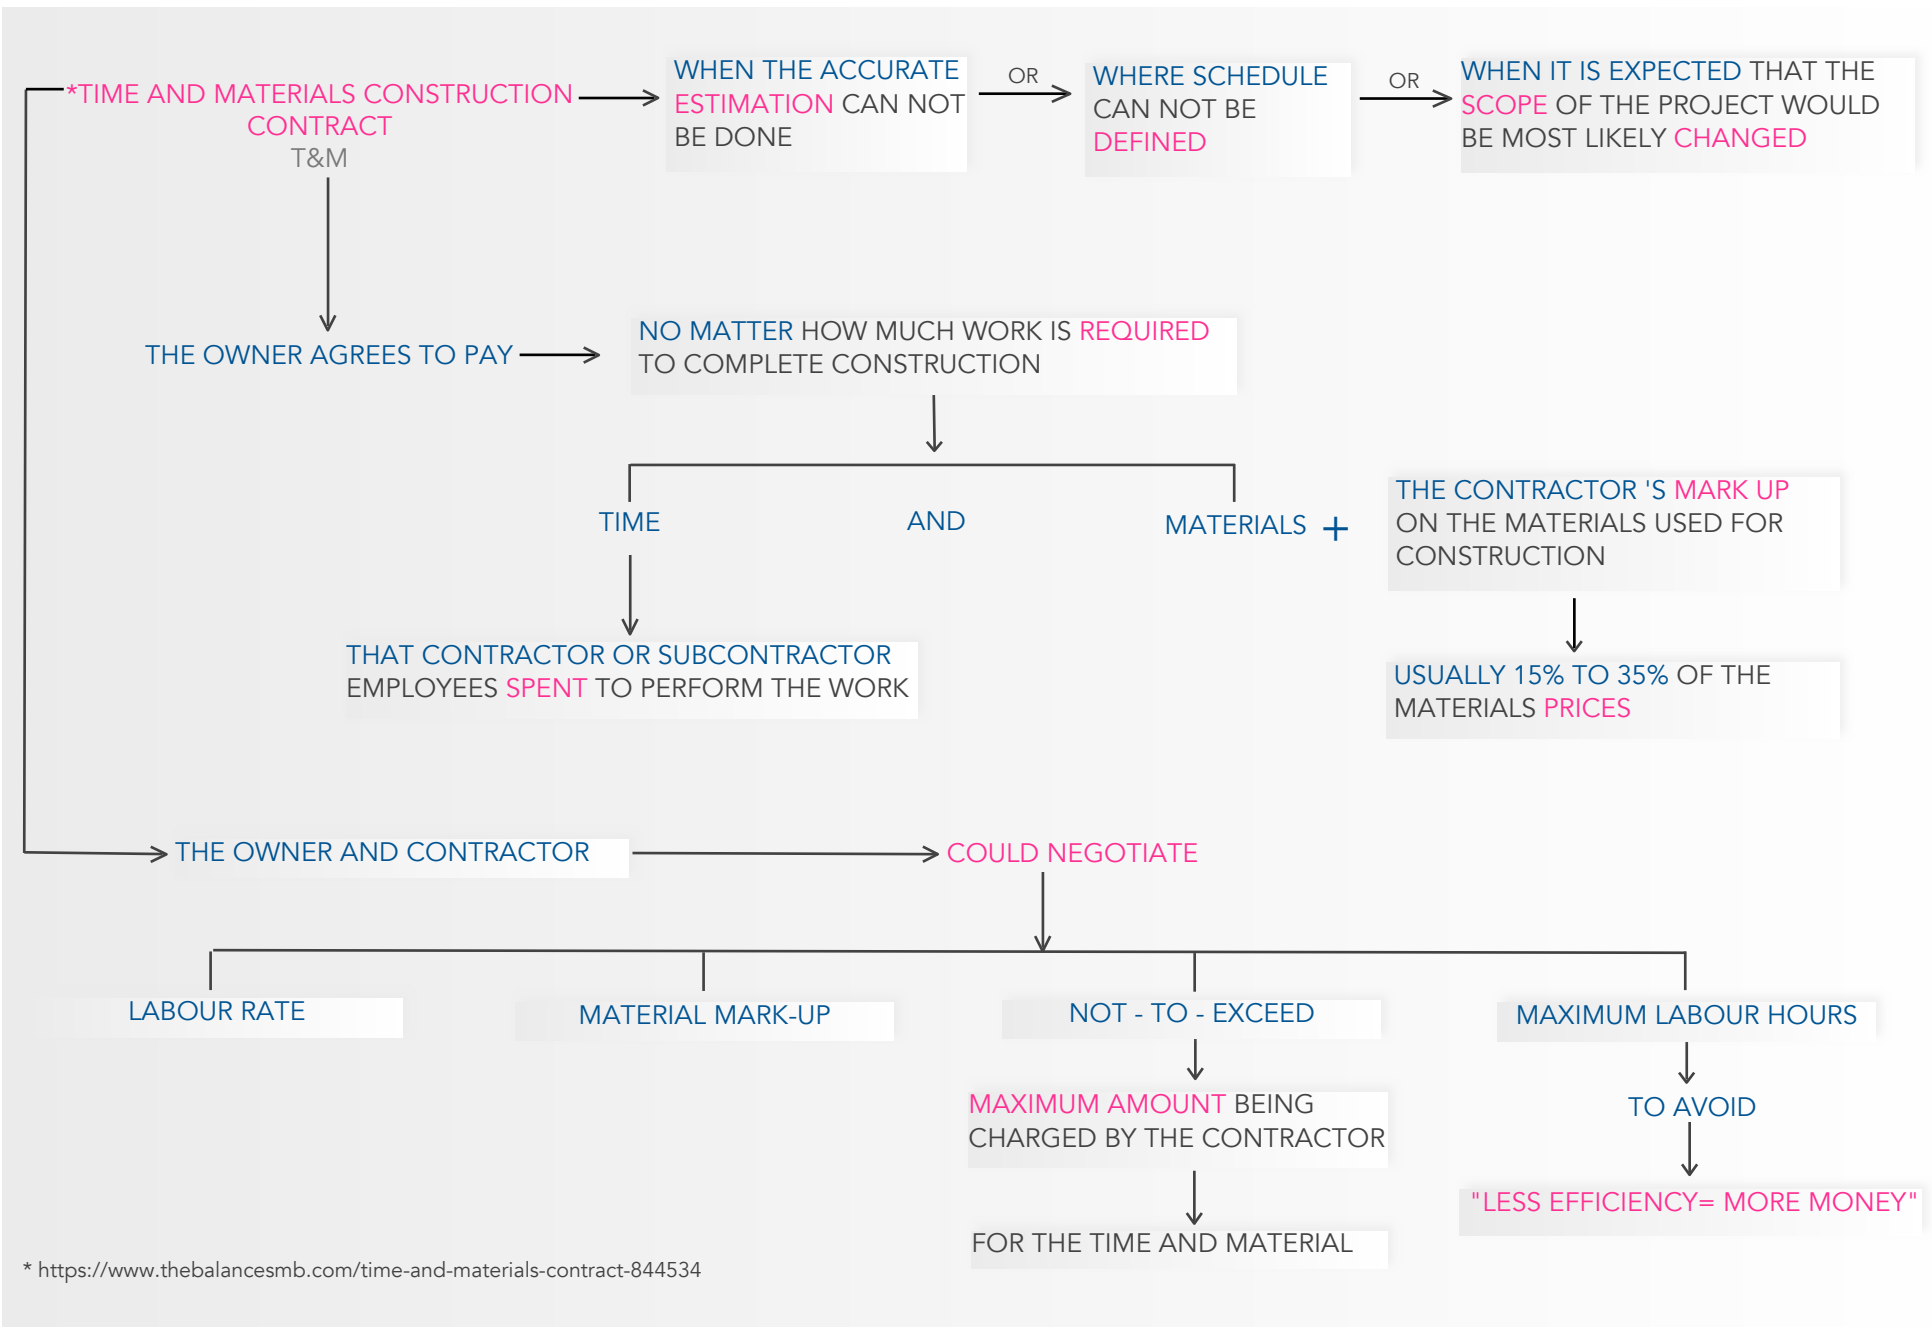 *TIME AND MATERIALS CONSTRUCTION
CONTRACT
T&M
WHEN THE ACCURATE
ESTIMATION CAN NOT
BE DONE
OR
WHERE SCHEDULE
CAN NOT BE
DEFINED
OR
WHEN IT IS EXPECTED THAT THE
SCOPE OF THE PROJECT WOULD
BE MOST LIKELY CHANGED
THE OWNER AGREES TO PAY
NO MATTER HOW MUCH WORK IS REQUIRED
TO COMPLETE CONSTRUCTION
TIME
AND
MATERIALS +
THE CONTRACTOR 'S MARK UP
ON THE MATERIALS USED FOR
CONSTRUCTION
THAT CONTRACTOR OR SUBCONTRACTOR
EMPLOYEES SPENT TO PERFORM THE WORK
USUALLY 15% TO 35% OF THE
MATERIALS PRICES
THE OWNER AND CONTRACTOR
COULD NEGOTIATE
LABOUR RATE
MATERIAL MARK-UP
NOT - TO - EXCEED
MAXIMUM LABOUR HOURS
MAXIMUM AMOUNT BEING
CHARGED BY THE CONTRACTOR
TO AVOID
FOR THE TIME AND MATERIAL
"LESS EFFICIENCY= MORE MONEY"
* https://www.thebalancesmb.com/time-and-materials-contract-844534